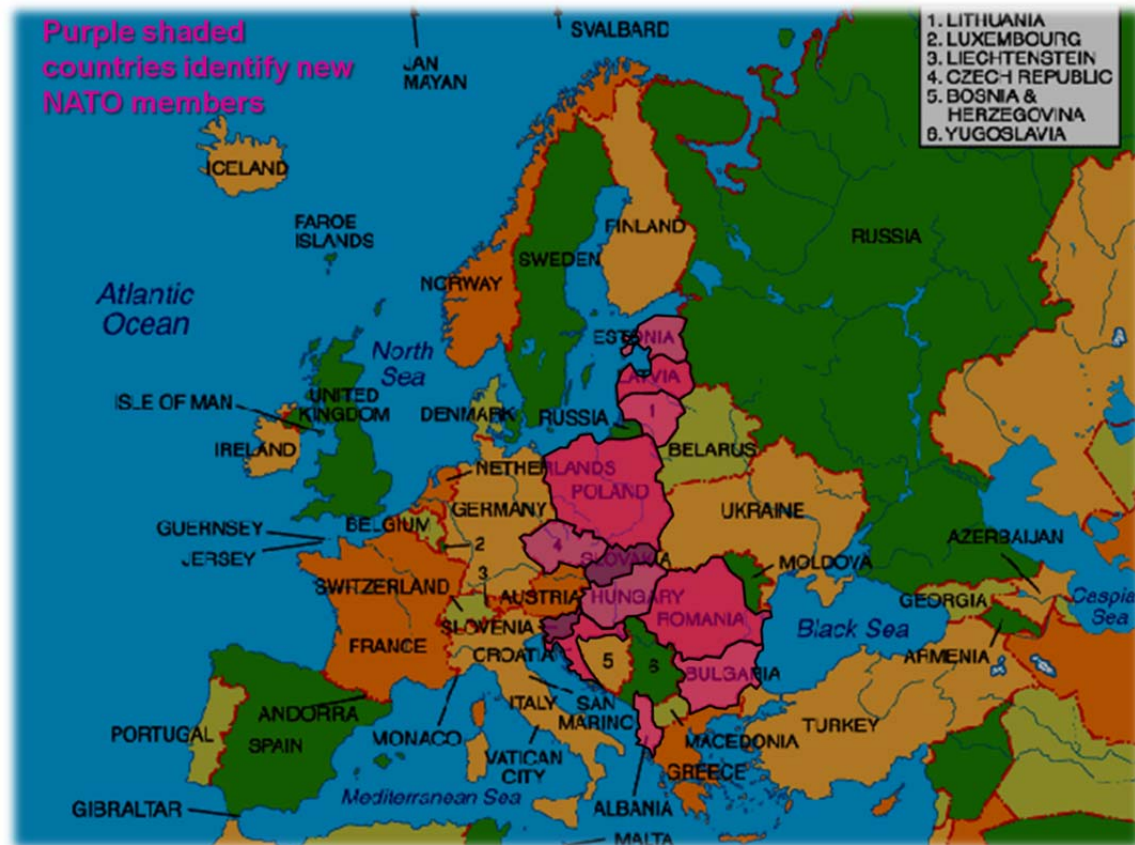 Purple shaded
countries identify new
NATO members
1. LITHUANIA
2. LUXEMBOURG
3. LIECHTENSTEIN
4. CZECH REPUBLIC
5. BOSNIA &
HERZEGOVINA
6. YUGOSLAVIA
SVALBARD
JAN
MAYAN
ICELAND
FAROE
ISLANDS
FINLAND
RUSSIA
SWEDEN
NORWAY
Atlantic
Ocean
North
Sea
ESTONIA
LATVIA
ISLE OF MAN
UNITED
KINGDOM
DENMARK
RUSSIA
1
IRELAND
BELARUS
NETHERLANDS
POLAND
GERMANY
UKRAINE
GUERNSEY
BELGIUM
JERSEY
2
4
SLOVAKIA
MOLDOVA
AZERBAIJAN
3
SWITZERLAND
AUSTRIA
HUNGARY
GEORGIA
Caspia
Sea
ROMANIA
SLOVENIA
Black Sea
FRANCE
CROATIA
5
6
ARMENIA
BULGARIA
ITALY
SAN
MARINC
ANDORRA
PORTUGAL
SPAIN
MONACO
VATICAN
CITY
MACEDONIA
TURKEY
GREECE
Mediterranean Sea
GIBRALTAR
ALBANIA
MALTA